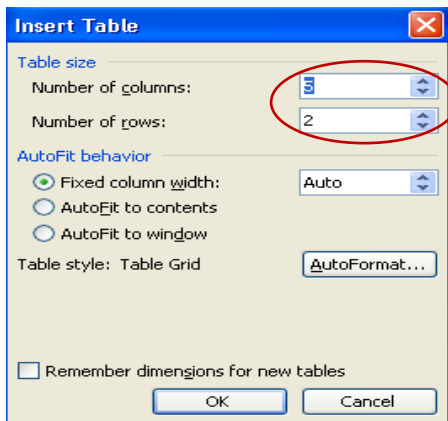 Insert Table
Table size
Number of columns: 5
Number of rows: 2
AutoFit behavior
Fixed column width: Auto
AutoFit to contents
AutoFit to window
Table style: Table Grid AutoFormat...
Remember dimensions for new tables
OK Cancel